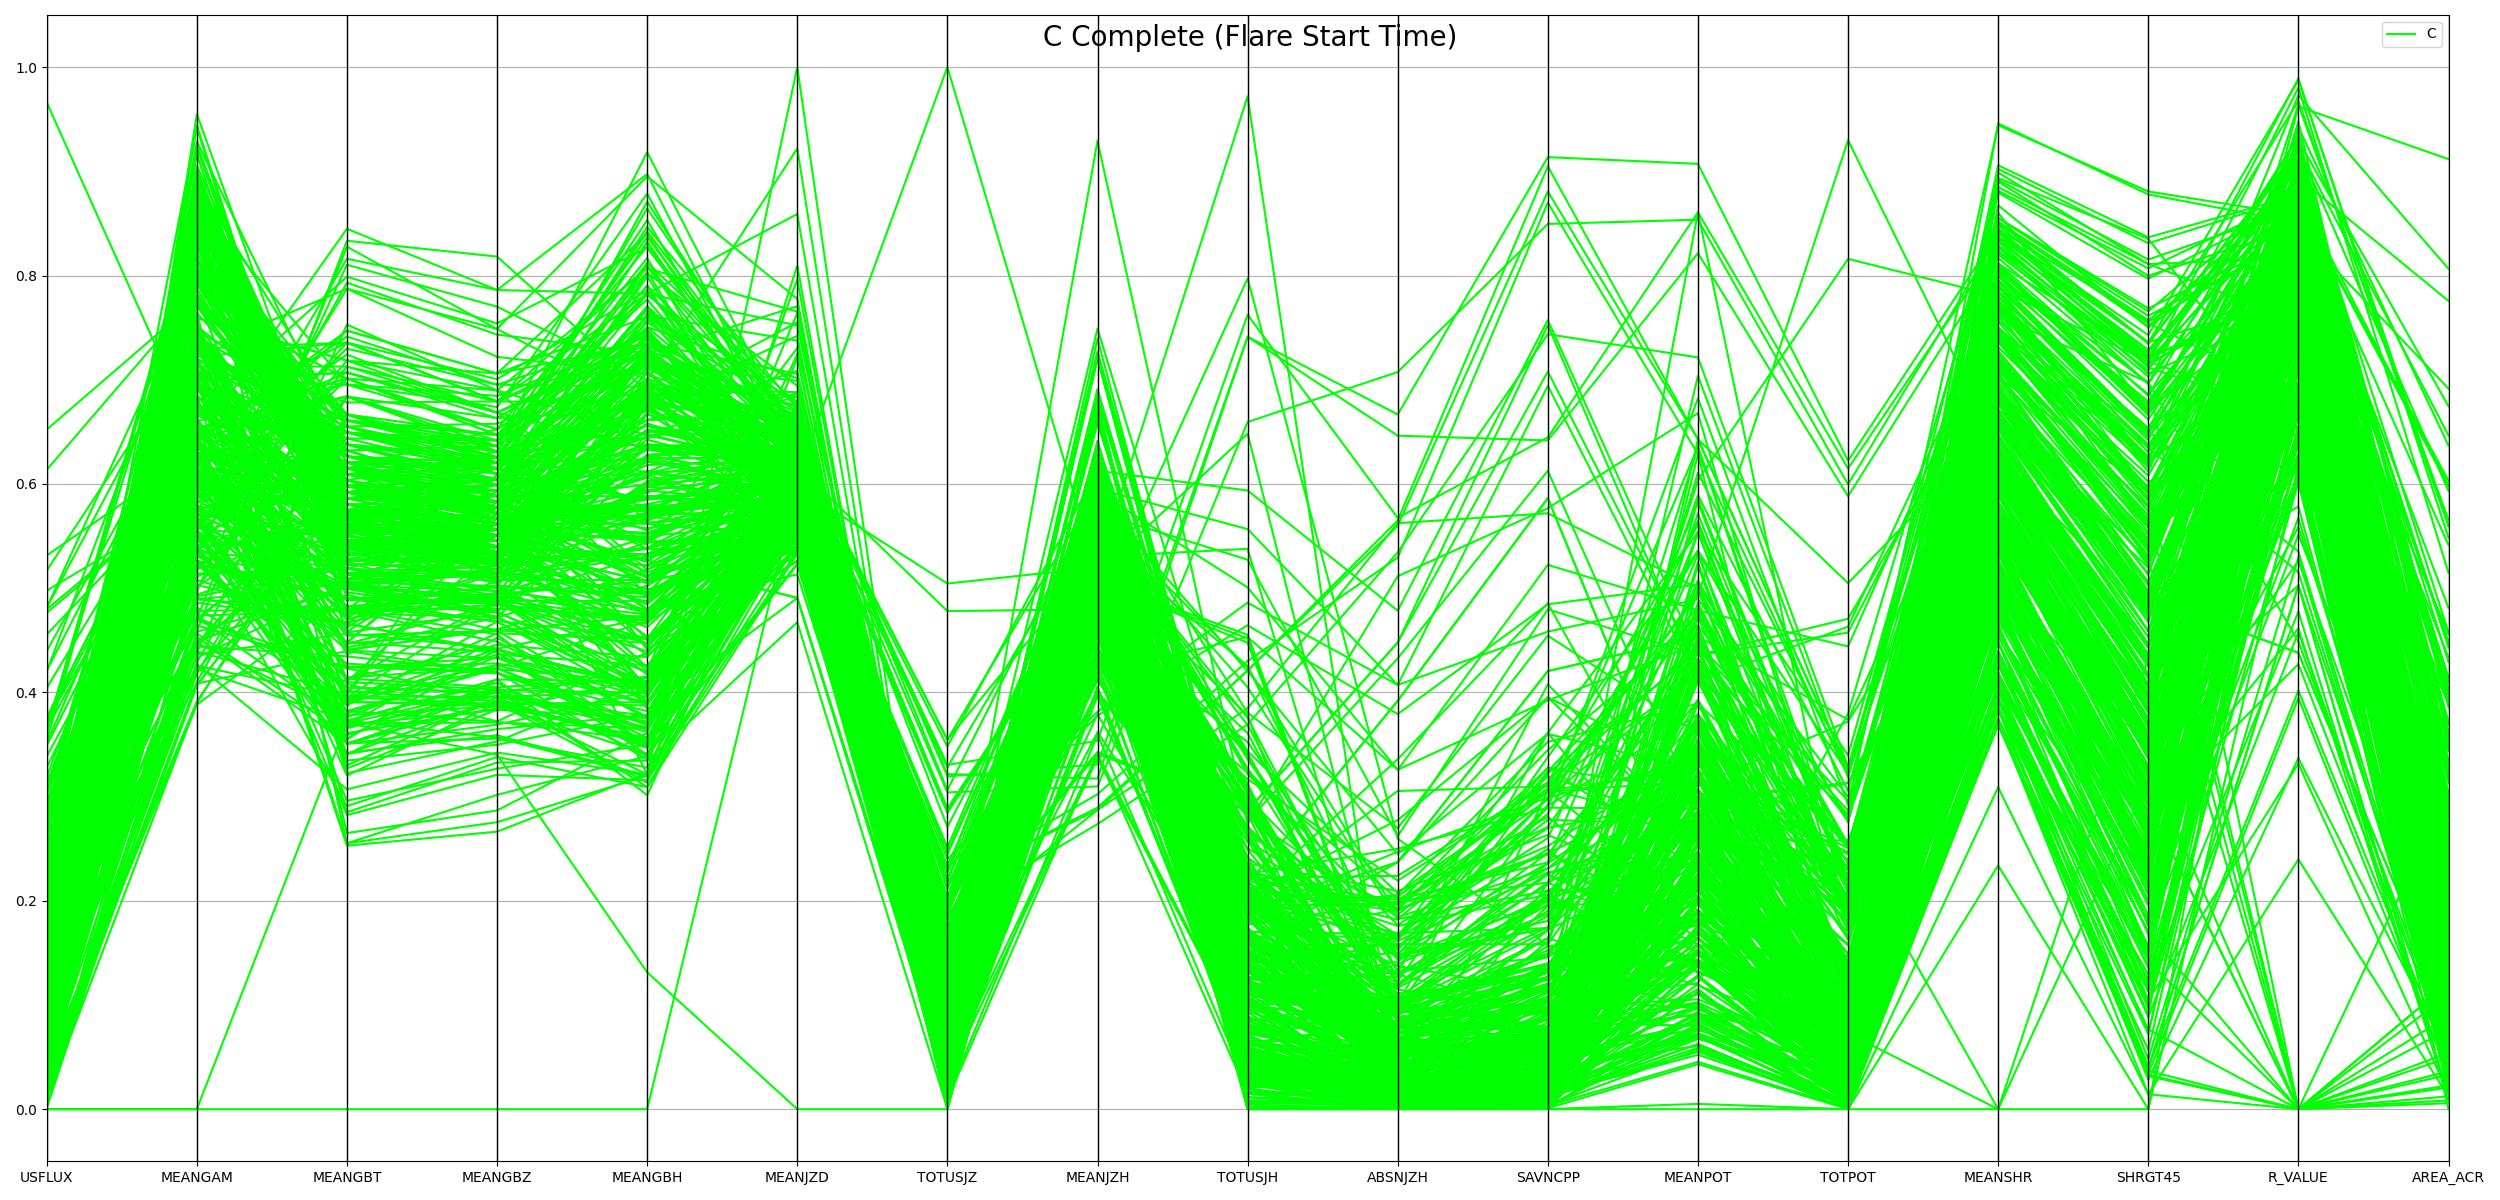 C Complete (Flare Start Time)
C
1.0
0.8
0.6
0.4
0.2
0.0
USFLUX MEANGAM MEANGBT MEANGBZ MEANGBH MEANJZD TOTUSJZ MEANJZH TOTUSJH ABSNJZH SAVNCPP MEANPOT TOTPOT MEANSHR SHRGT45 R_VALUE AREA_ACR